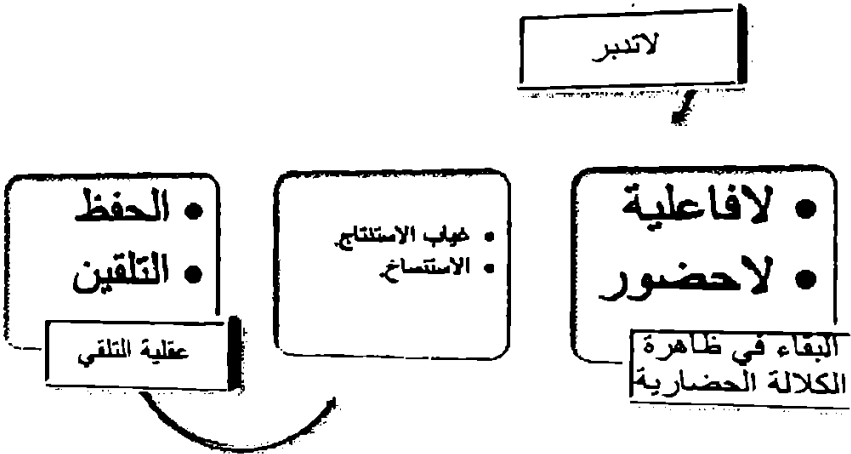 لاتدبر
• لافاعلية
• لاحضور
البقاء في ظاهرة
الكلالة الحضارية
• غياب الاستنتاج.
• الاستنساخ.
• الحفظ
• التلقين
عقلية التلقي